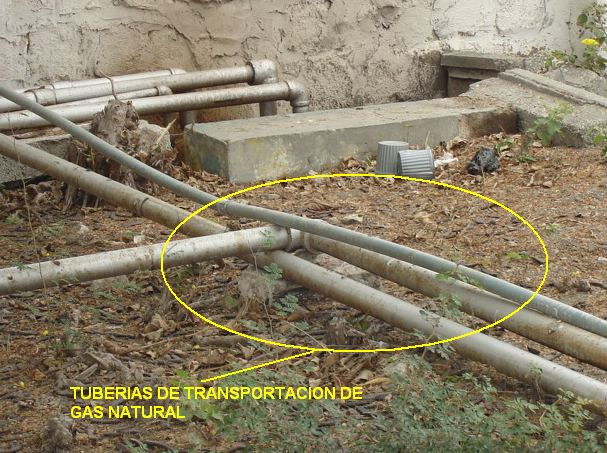 TUBERIAS DE TRANSPORTACION DE
GAS NATURAL